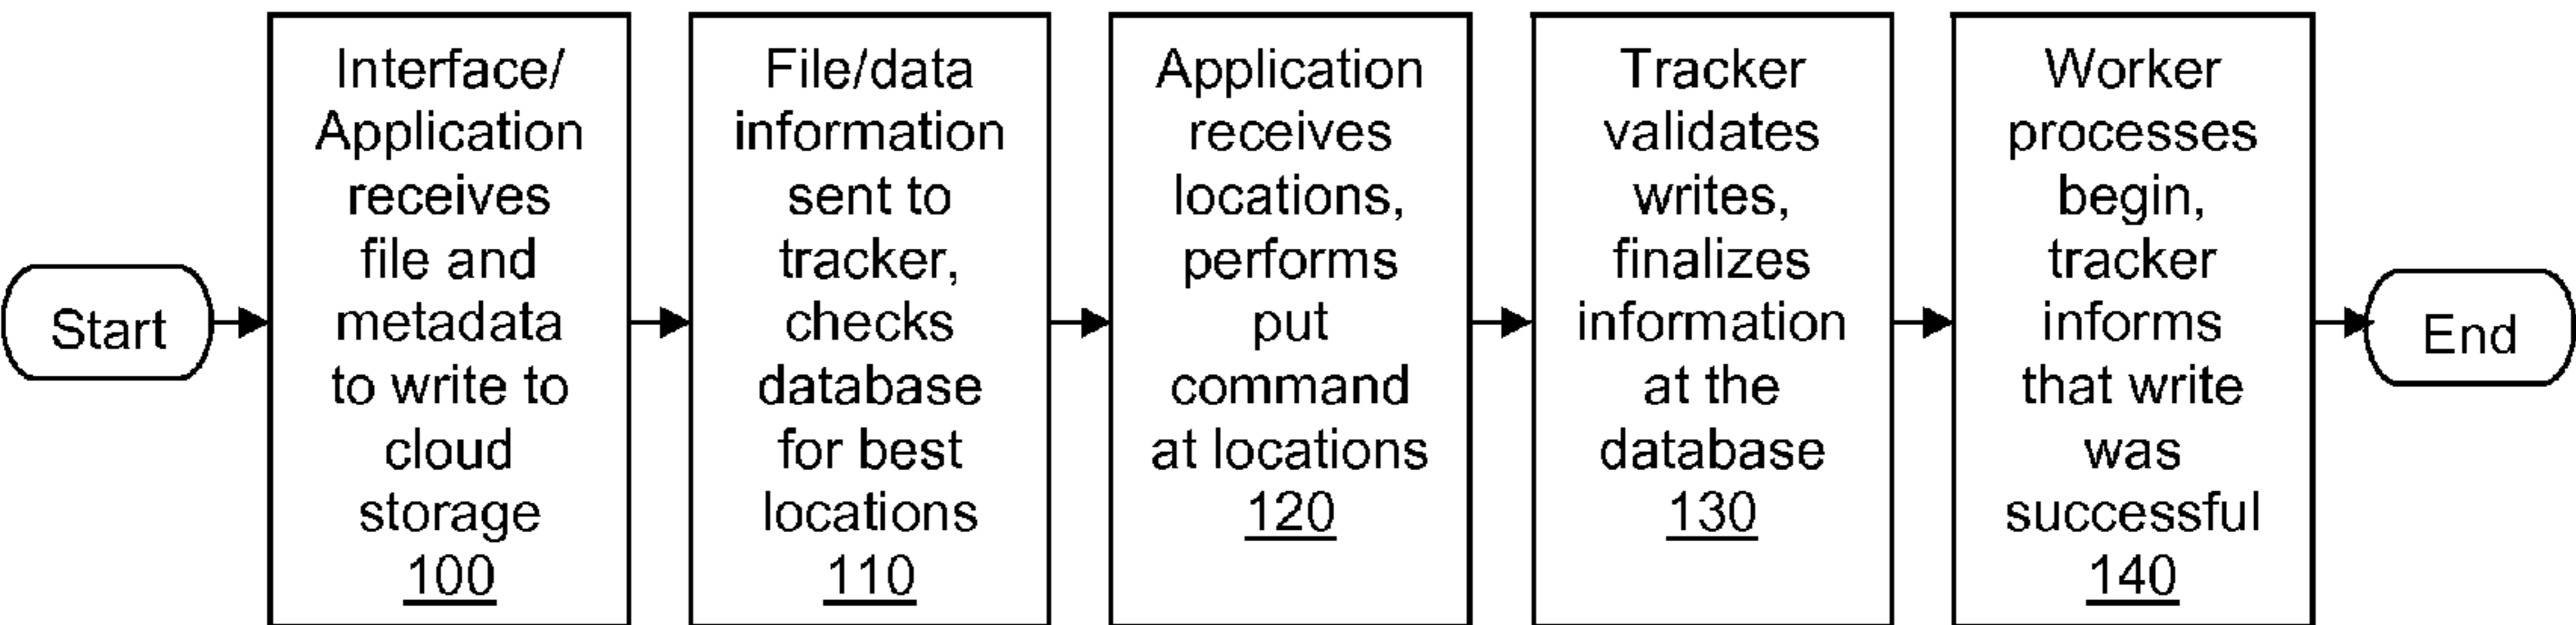 Start
Interface/
Application
receives
file and
metadata
to write to
cloud
storage
100
File/data
information
sent to
tracker,
checks
database
for best
locations
110
Application
receives
locations,
performs
put
command
at locations
120
Tracker
validates
writes,
finalizes
information
at the
database
130
Worker
processes
begin,
tracker
informs
that write
was
successful
140
End